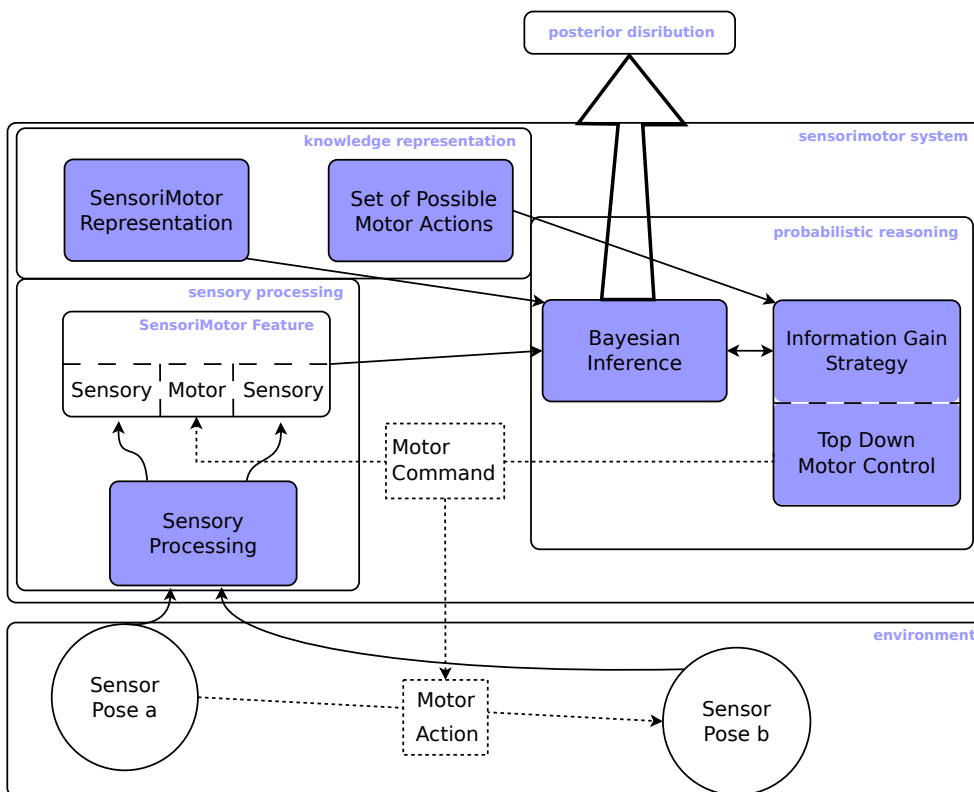 posterior disribution
knowledge representation
sensorimotor system
SensoriMotor
Representation
Set of Possible
Motor Actions
probabilistic reasoning
sensory processing
SensoriMotor Feature
Sensory
Motor
Sensory
Bayesian
Inference
Information Gain
Strategy
Top Down
Motor Control
Motor
Command
Sensory
Processing
environment
Sensor
Pose a
Motor
Action
Sensor
Pose b